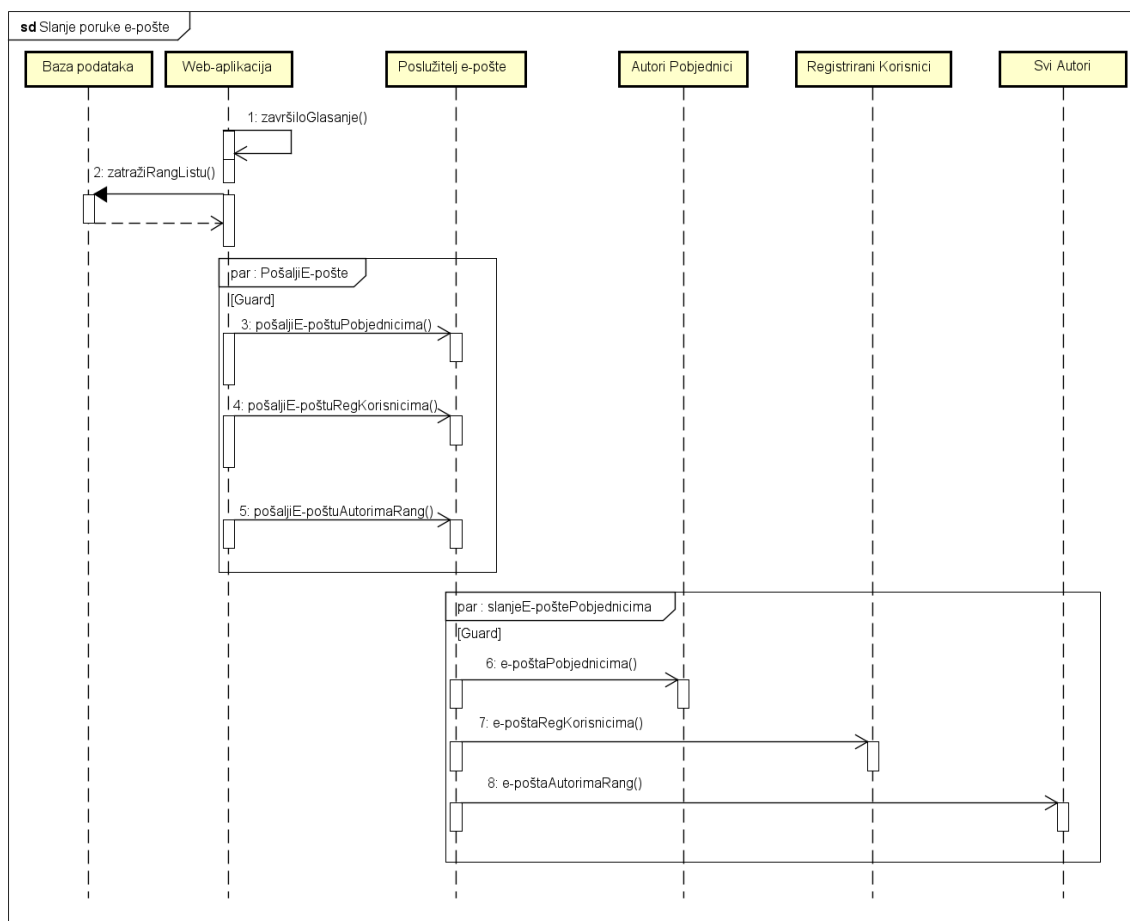 sd Slanje poruke e-pošte
Baza podataka
Web-aplikacija
Poslužitelj e-pošte
Autori Pobjednici
Registrirani Korisnici
Svi Autori
1: završiloGlasanje()
2: zatražiRangListu()
par : PošaljiE-pošte
[Guard]
3: pošaljiE-poštuPobjednicima()
4: pošaljiE-poštuRegKorisnicima()
5: pošaljiE-poštuAutorimaRang()
par : slanjeE-poštePobjednicima
[Guard]
6: e-poštaPobjednicima()
7: e-poštaRegKorisnicima()
8: e-poštaAutorimaRang()